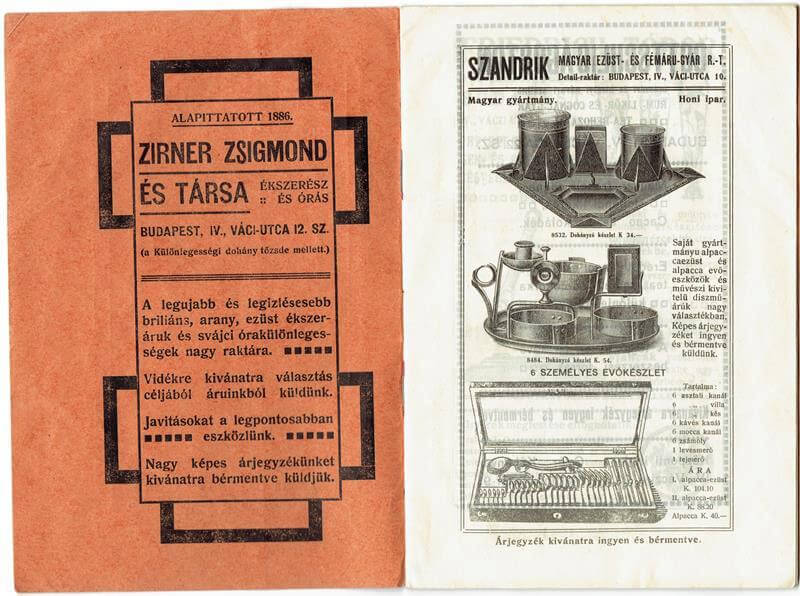 ALAPITTATOTT 1886.
ZIRNER ZSIGMOND
ÉS TÁRSA ÉKSZERÉSZ
:: ÉS ÓRÁS
BUDAPEST, IV., VÁCI-UTCA 12. SZ.
(a Különlegességi dohány tőzsde mellett.)
A legujabb és legizlésesebb
briliáns, arany, ezüst ékszer-
áruk és svájci órakülönleges-
ségek nagy raktára.
Vidékre kivánatra választás
céljából áruinkból küldünk.
Javitásokat a legpontosabban
eszközlünk.
Nagy képes árjegyzékünket
kivánatra bérmentve küldjük.
SZANDRIK MAGYAR EZÜST- ÉS FÉMÁRU-GYÁR R.-T.
Detail-raktár: BUDAPEST, IV., VÁCI-UTCA 10.
Magyar gyártmány. Honi ipar.
8532. Dohányzó készlet K 34.—
Saját gyárt-
mányu alpac-
caezüst és
alpacca evő-
eszközök és
művészi kivi-
telű diszmű-
árúk nagy
választékban.
Képes árjegy-
zéket ingyen
és bérmentve
küldünk.
8484. Dohányzó készlet K. 54.
6 SZEMÉLYES EVŐKÉSZLET
Tartalma:
6 asztali kanál
6 „ villa
6 „ kés
6 kávés kanál
6 mocca kanál
6 zsámoly
1 levesmerő
1 tejmerő
ÁRA
I. alpacca-ezüst
K 104.10
II. alpacca-ezüst
K 88.20
Alpacca K. 40.—
Árjegyzék kivánatra ingyen és bérmentve.